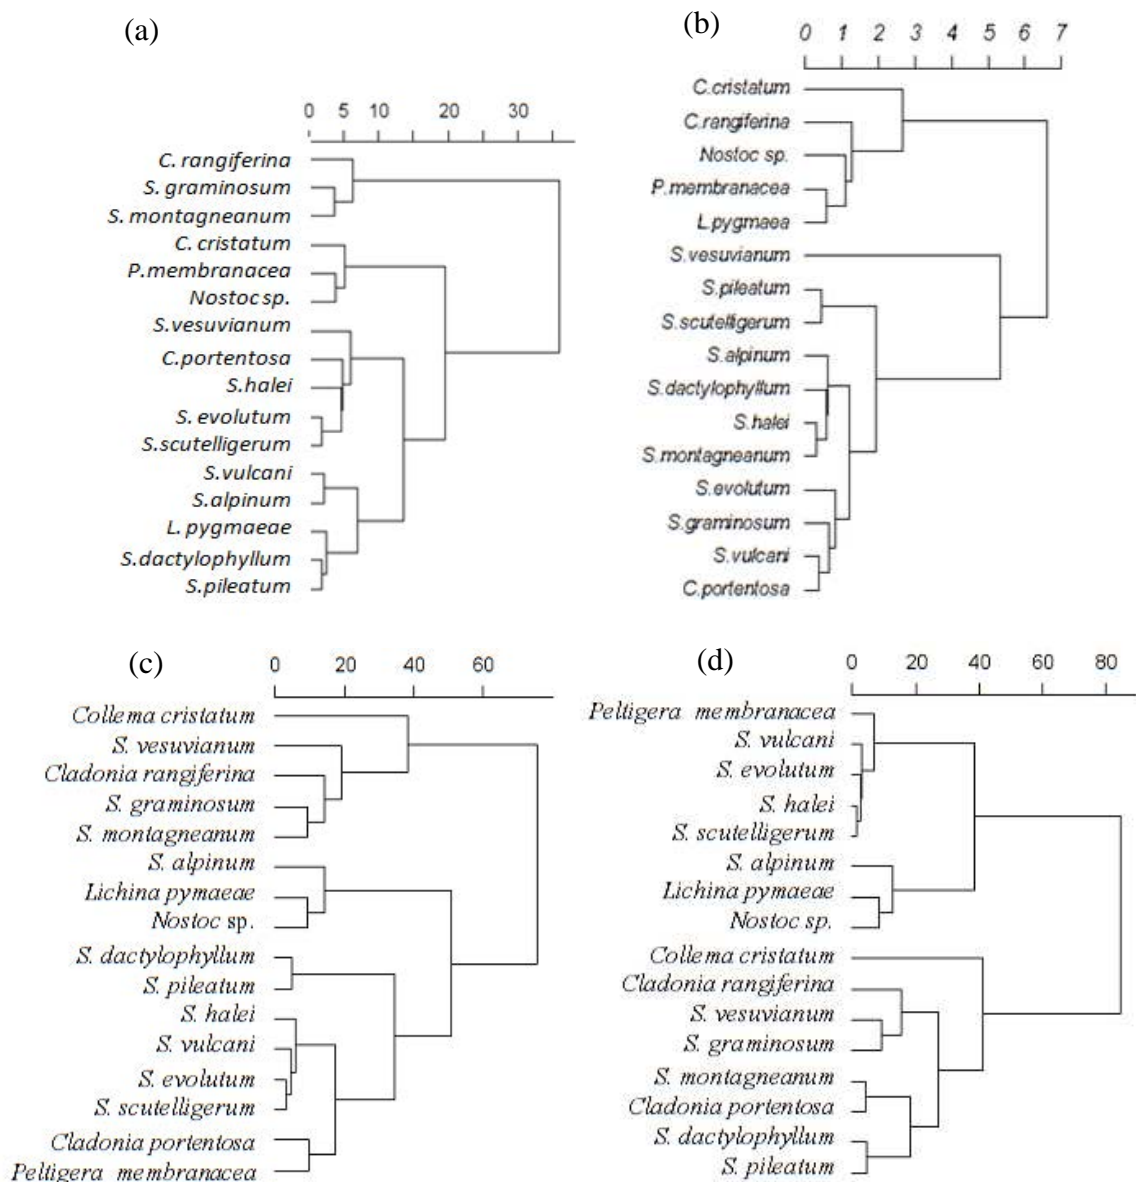 (a)
0 5 10 20 30
C. rangiferina
S. graminosum
S. montagneanum
C. cristatum
P.membranacea
Nostoc sp.
S.vesuvianum
C.portentosa
S.halei
S. evolutum
S.scutelligerum
S.vulcani
S.alpinum
L. pygmaeae
S.dactylophyllum
S.pileatum
(b)
0 1 2 3 4 5 6 7
C.cristatum
C.rangiferina
Nostoc sp.
P.membranacea
L.pygmaea
S.vesuvianum
S.pileatum
S.scutelligerum
S.alpinum
S.dactylophyllum
S.halei
S.montagneanum
S.evolutum
S.graminosum
S.vulcani
C.portentosa
(c)
0 20 40 60
Collema cristatum
S. vesuvianum
Cladonia rangiferina
S. graminosum
S. montagneanum
S. alpinum
Lichina pymaeae
Nostoc sp.
S. dactylophyllum
S. pileatum
S. halei
S. vulcani
S. evolutum
S. scutelligerum
Cladonia portentosa
Peltigera membranacea
(d)
0 20 40 60 80
Peltigera membranacea
S. vulcani
S. evolutum
S. halei
S. scutelligerum
S. alpinum
Lichina pymaeae
Nostoc sp.
Collema cristatum
Cladonia rangiferina
S. vesuvianum
S. graminosum
S. montagneanum
Cladonia portentosa
S. dactylophyllum
S. pileatum